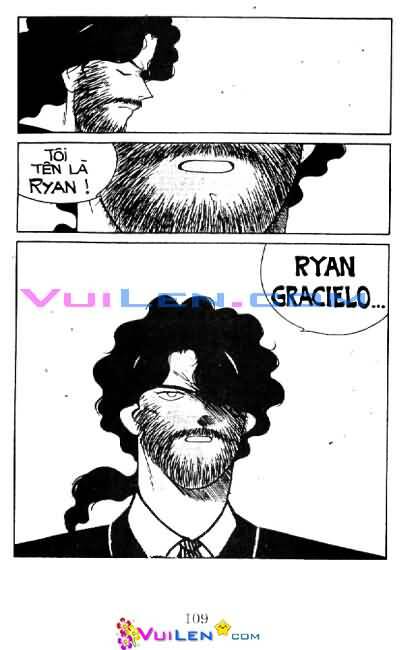 TÔI
TÊN LÀ
RYAN !
RYAN
GRACIELO...
VUILEN.COM
109
VUILEN.COM